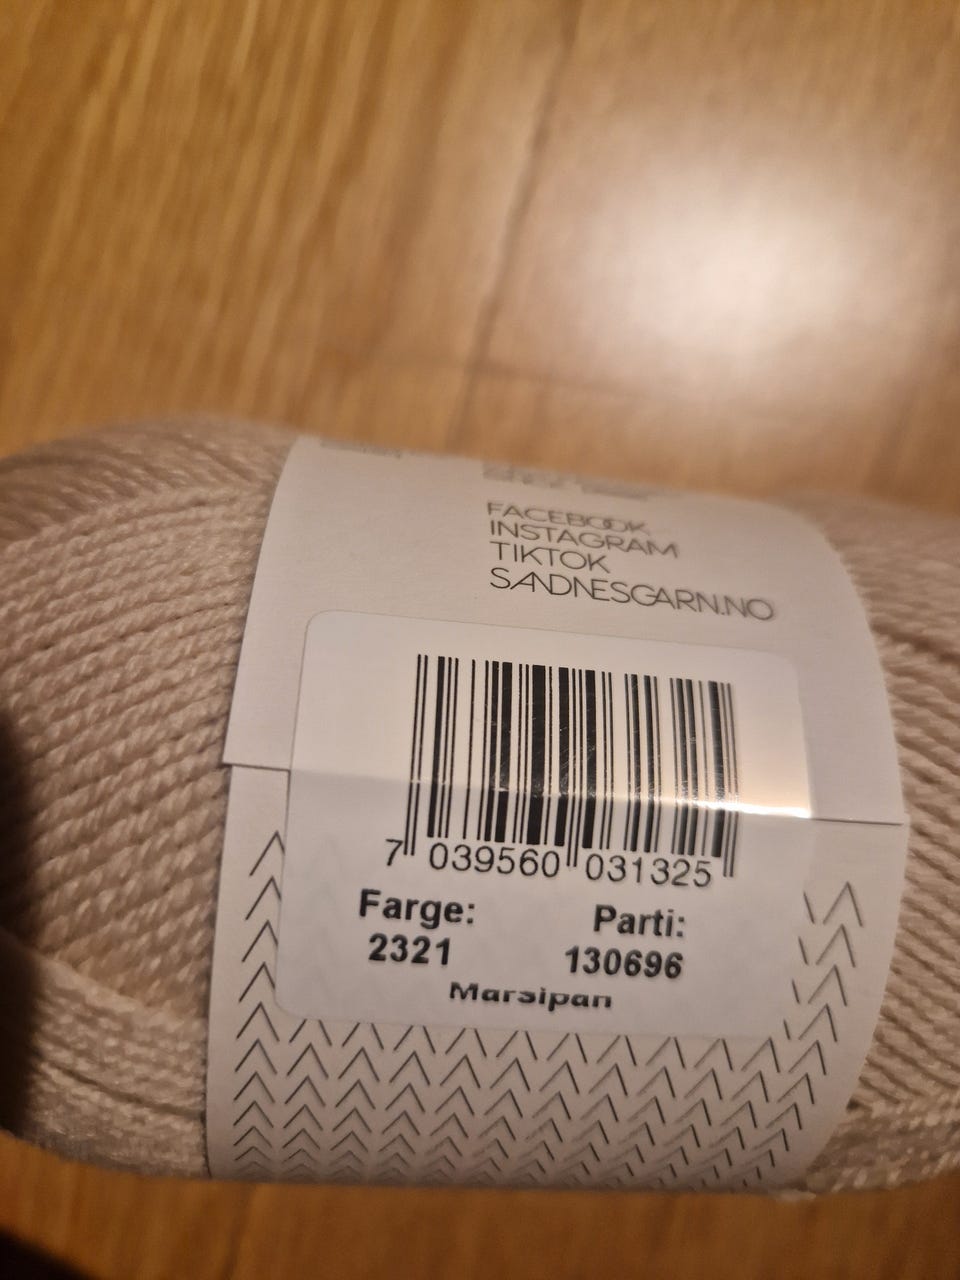 FACEBOOK
INSTAGRAM
TIKTOK
SANDNESGARN.NO
7 039560 031325
Farge: Parti:
2321 130696
Marsipan